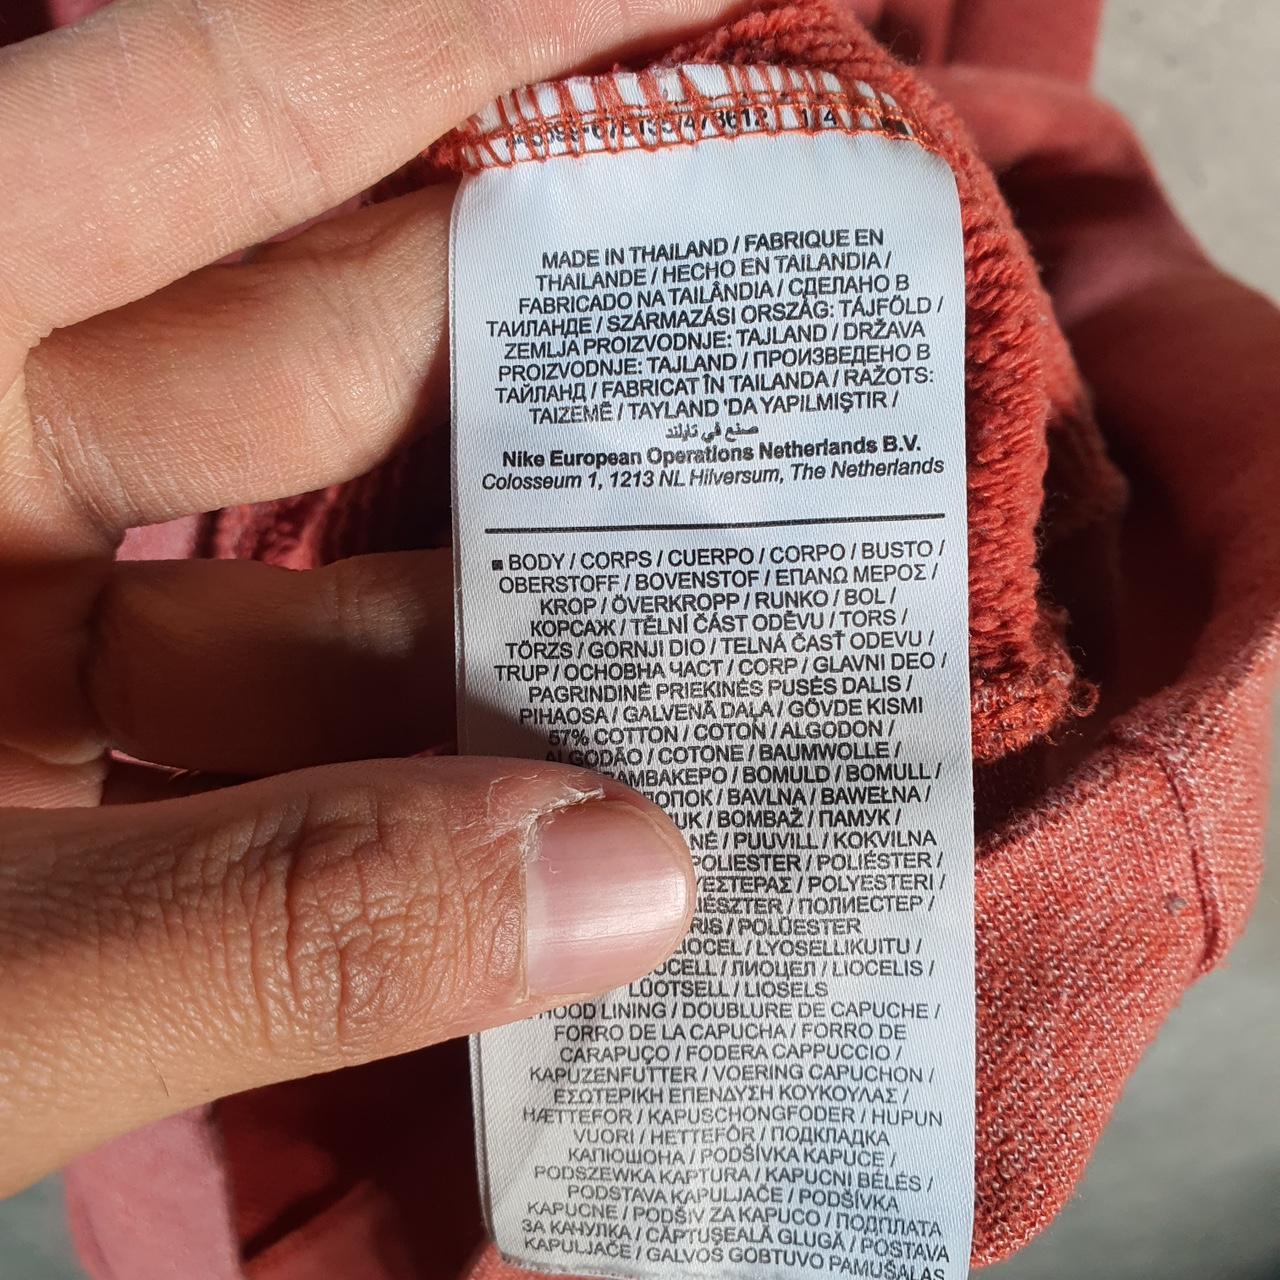 MADE IN THAILAND / FABRIQUE EN
THAILANDE / HECHO EN TAILANDIA /
FABRICADO NA TAILÂNDIA / СДЕЛАНО В
ТАИЛАНДЕ / SZÁRMAZÁSI ORSZÁG: TÁJFÖLD /
ZEMLJA PROIZVODNJE: TAJLAND / DRŽAVA
PROIZVODNJE: TAJLAND / ПРОИЗВЕДЕНО В
ТАЙЛАНД / FABRICAT ÎN TAILANDA / RAŽOTS:
TAIZEMĒ / TAYLAND 'DA YAPILMIŞTIR /
صنع في تايلند
Nike European Operations Netherlands B.V.
Colosseum 1, 1213 NL Hilversum, The Netherlands
BODY / CORPS / CUERPO / CORPO / BUSTO /
OBERSTOFF / BOVENSTOF / ΕΠΑΝΩ ΜΕΡΟΣ /
KROP / ÖVERKROPP / RUNKO / BOL /
КОРСАЖ / TĚLNÍ ČÁST ODĚVU / TORS /
TÖRZS / GORNJI DIO / TELNÁ ČASŤ ODEVU /
TRUP / ОСНОВНА ЧАСТ / CORP / GLAVNI DEO /
PAGRINDINĖ PRIEKINĖS PUSĖS DALIS /
PIHAOSA / GALVENĀ DAĻA / GÖVDE KISMI
57% COTTON / COTON / ALGODON /
ALGODÃO / COTONE / BAUMWOLLE /
ΒΑΜΒΑΚΕΡΟ / BOMULD / BOMULL /
BAVLNA / BAWEŁNA /
BOMBAŽ / ПАМУК /
PUUVILL / KOKVILNA
POLIESTER / POLIÉSTER /
POLYESTERI /
ПОЛИЕСТЕР /
POLÜESTER
LYOSELLIKUITU /
ЛИОЦЕЛ / LIOCELIS /
LÜOTSELL / LIOSELS
HOOD LINING / DOUBLURE DE CAPUCHE /
FORRO DE LA CAPUCHA / FORRO DE
CARAPUÇO / FODERA CAPPUCCIO /
KAPUZENFUTTER / VOERING CAPUCHON /
ΕΣΩΤΕΡΙΚΗ ΕΠΕΝΔΥΣΗ ΚΟΥΚΟΥΛΑΣ /
HÆTTEFOR / KAPUSCHONGFODER / HUPUN
VUORI / HETTEFÔR / ПОДКЛАДКА
КАПЮШОНА / PODŠÍVKA KAPUCE /
PODSZEWKA KAPTURA / KAPUCNI BÉLÉS /
PODSTAVA KAPULJAČE / PODŠÍVKA
KAPUCNE / PODŠIV ZA KAPUCO / ПОДПЛАТА
ЗА КАЧУЛКА / CĂPTUŞEALĂ GLUGĂ / POSTAVA
KAPULJAČE / GALVOS GOBTUVO PAMUŠALAS